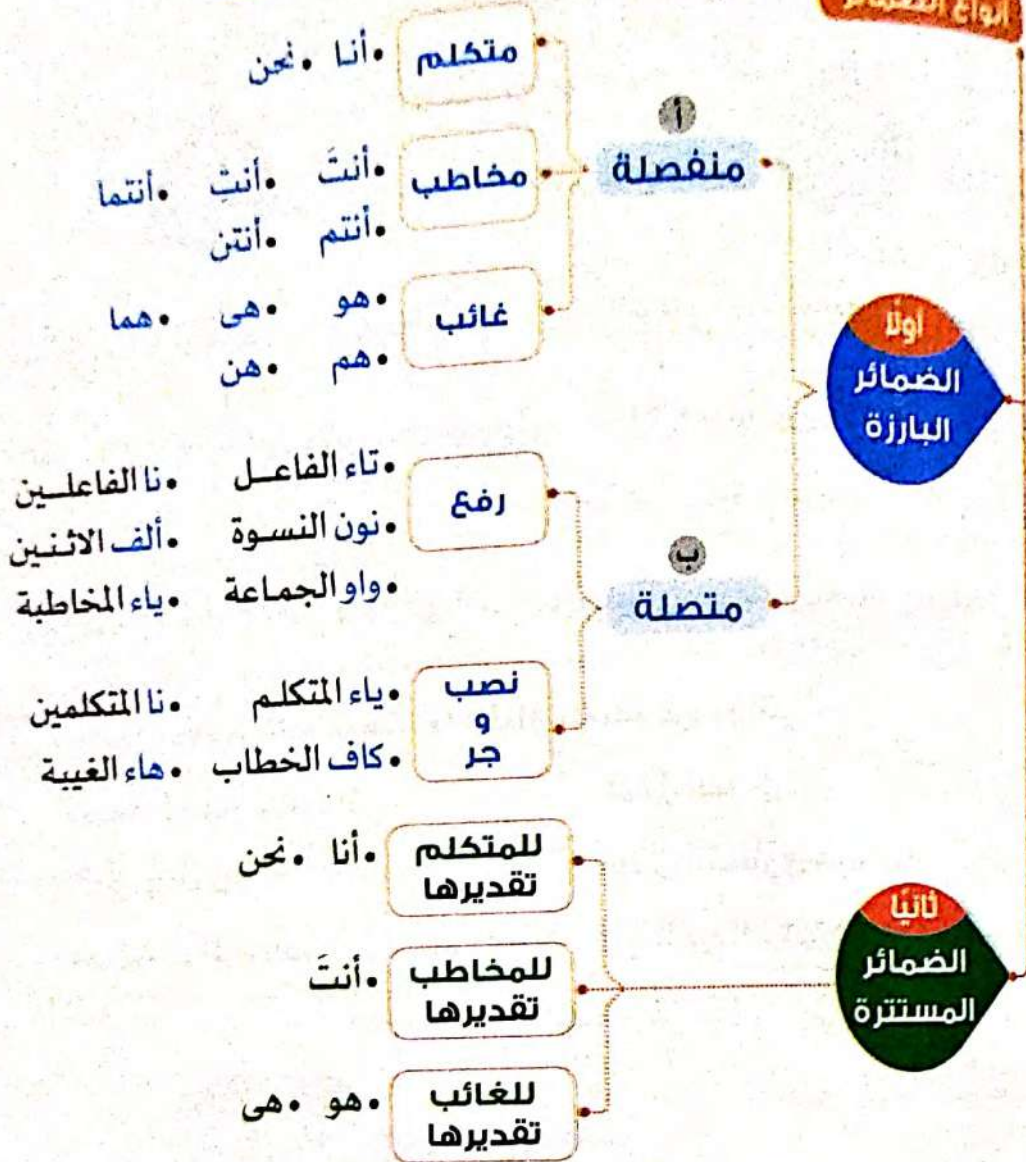 أنواع الضمائر
أولًا
الضمائر
البارزة
أ
منفصلة
متكلم
•أنا •نحن
مخاطب
•أنتَ •أنتِ •أنتما
•أنتم •أنتن
غائب
•هو •هى •هما
•هم •هن
ب
متصلة
رفع
•تاء الفاعل •نا الفاعلين
•نون النسوة •ألف الاثنين
•واو الجماعة •ياء المخاطبة
نصب
و
جر
•ياء المتكلم •نا المتكلمين
•كاف الخطاب •هاء الغيبة
ثانيًا
الضمائر
المستترة
للمتكلم
تقديرها
•أنا •نحن
للمخاطب
تقديرها
•أنتَ
للغائب
تقديرها
•هو •هى